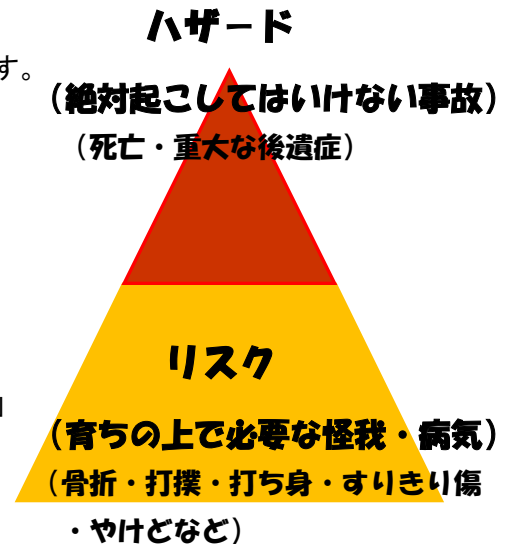 ハザード
す。
（絶対起こしてはいけない事故）
（死亡・重大な後遺症）
リスク
（育ちの上で必要な怪我・病気）
（骨折・打撲・打ち身・すりきり傷
・やけどなど）